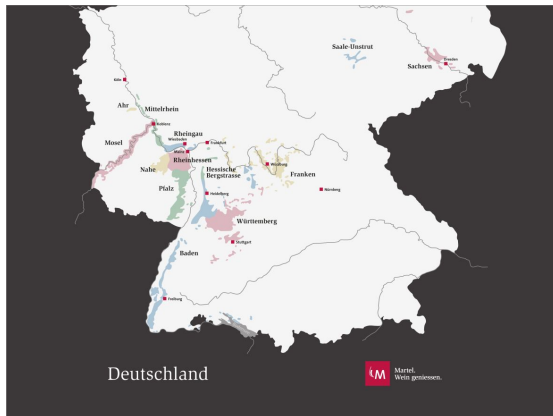 Saale-Unstrut
Dresden
Sachsen
Köln
Ahr
Mittelrhein
Koblenz
Mosel
Rheingau
Wiesbaden
Frankfurt
Mainz
Rheinhessen
Nahe
Hessische
Bergstrasse
Würzburg
Franken
Pfalz
Heidelberg
Nürnberg
Württemberg
Stuttgart
Baden
Freiburg
Deutschland
Martel.
Wein geniessen.
M